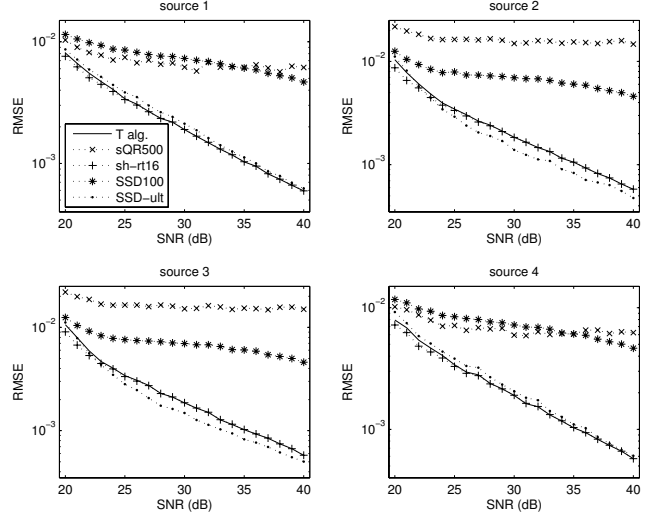 source 1
10⁻²
10⁻³
RMSE
T alg.
sQR500
sh-rt16
SSD100
SSD-ult
20 25 30 35 40
SNR (dB)
source 2
10⁻²
10⁻³
RMSE
20 25 30 35 40
SNR (dB)
source 3
10⁻²
10⁻³
RMSE
20 25 30 35 40
SNR (dB)
source 4
10⁻²
10⁻³
RMSE
20 25 30 35 40
SNR (dB)